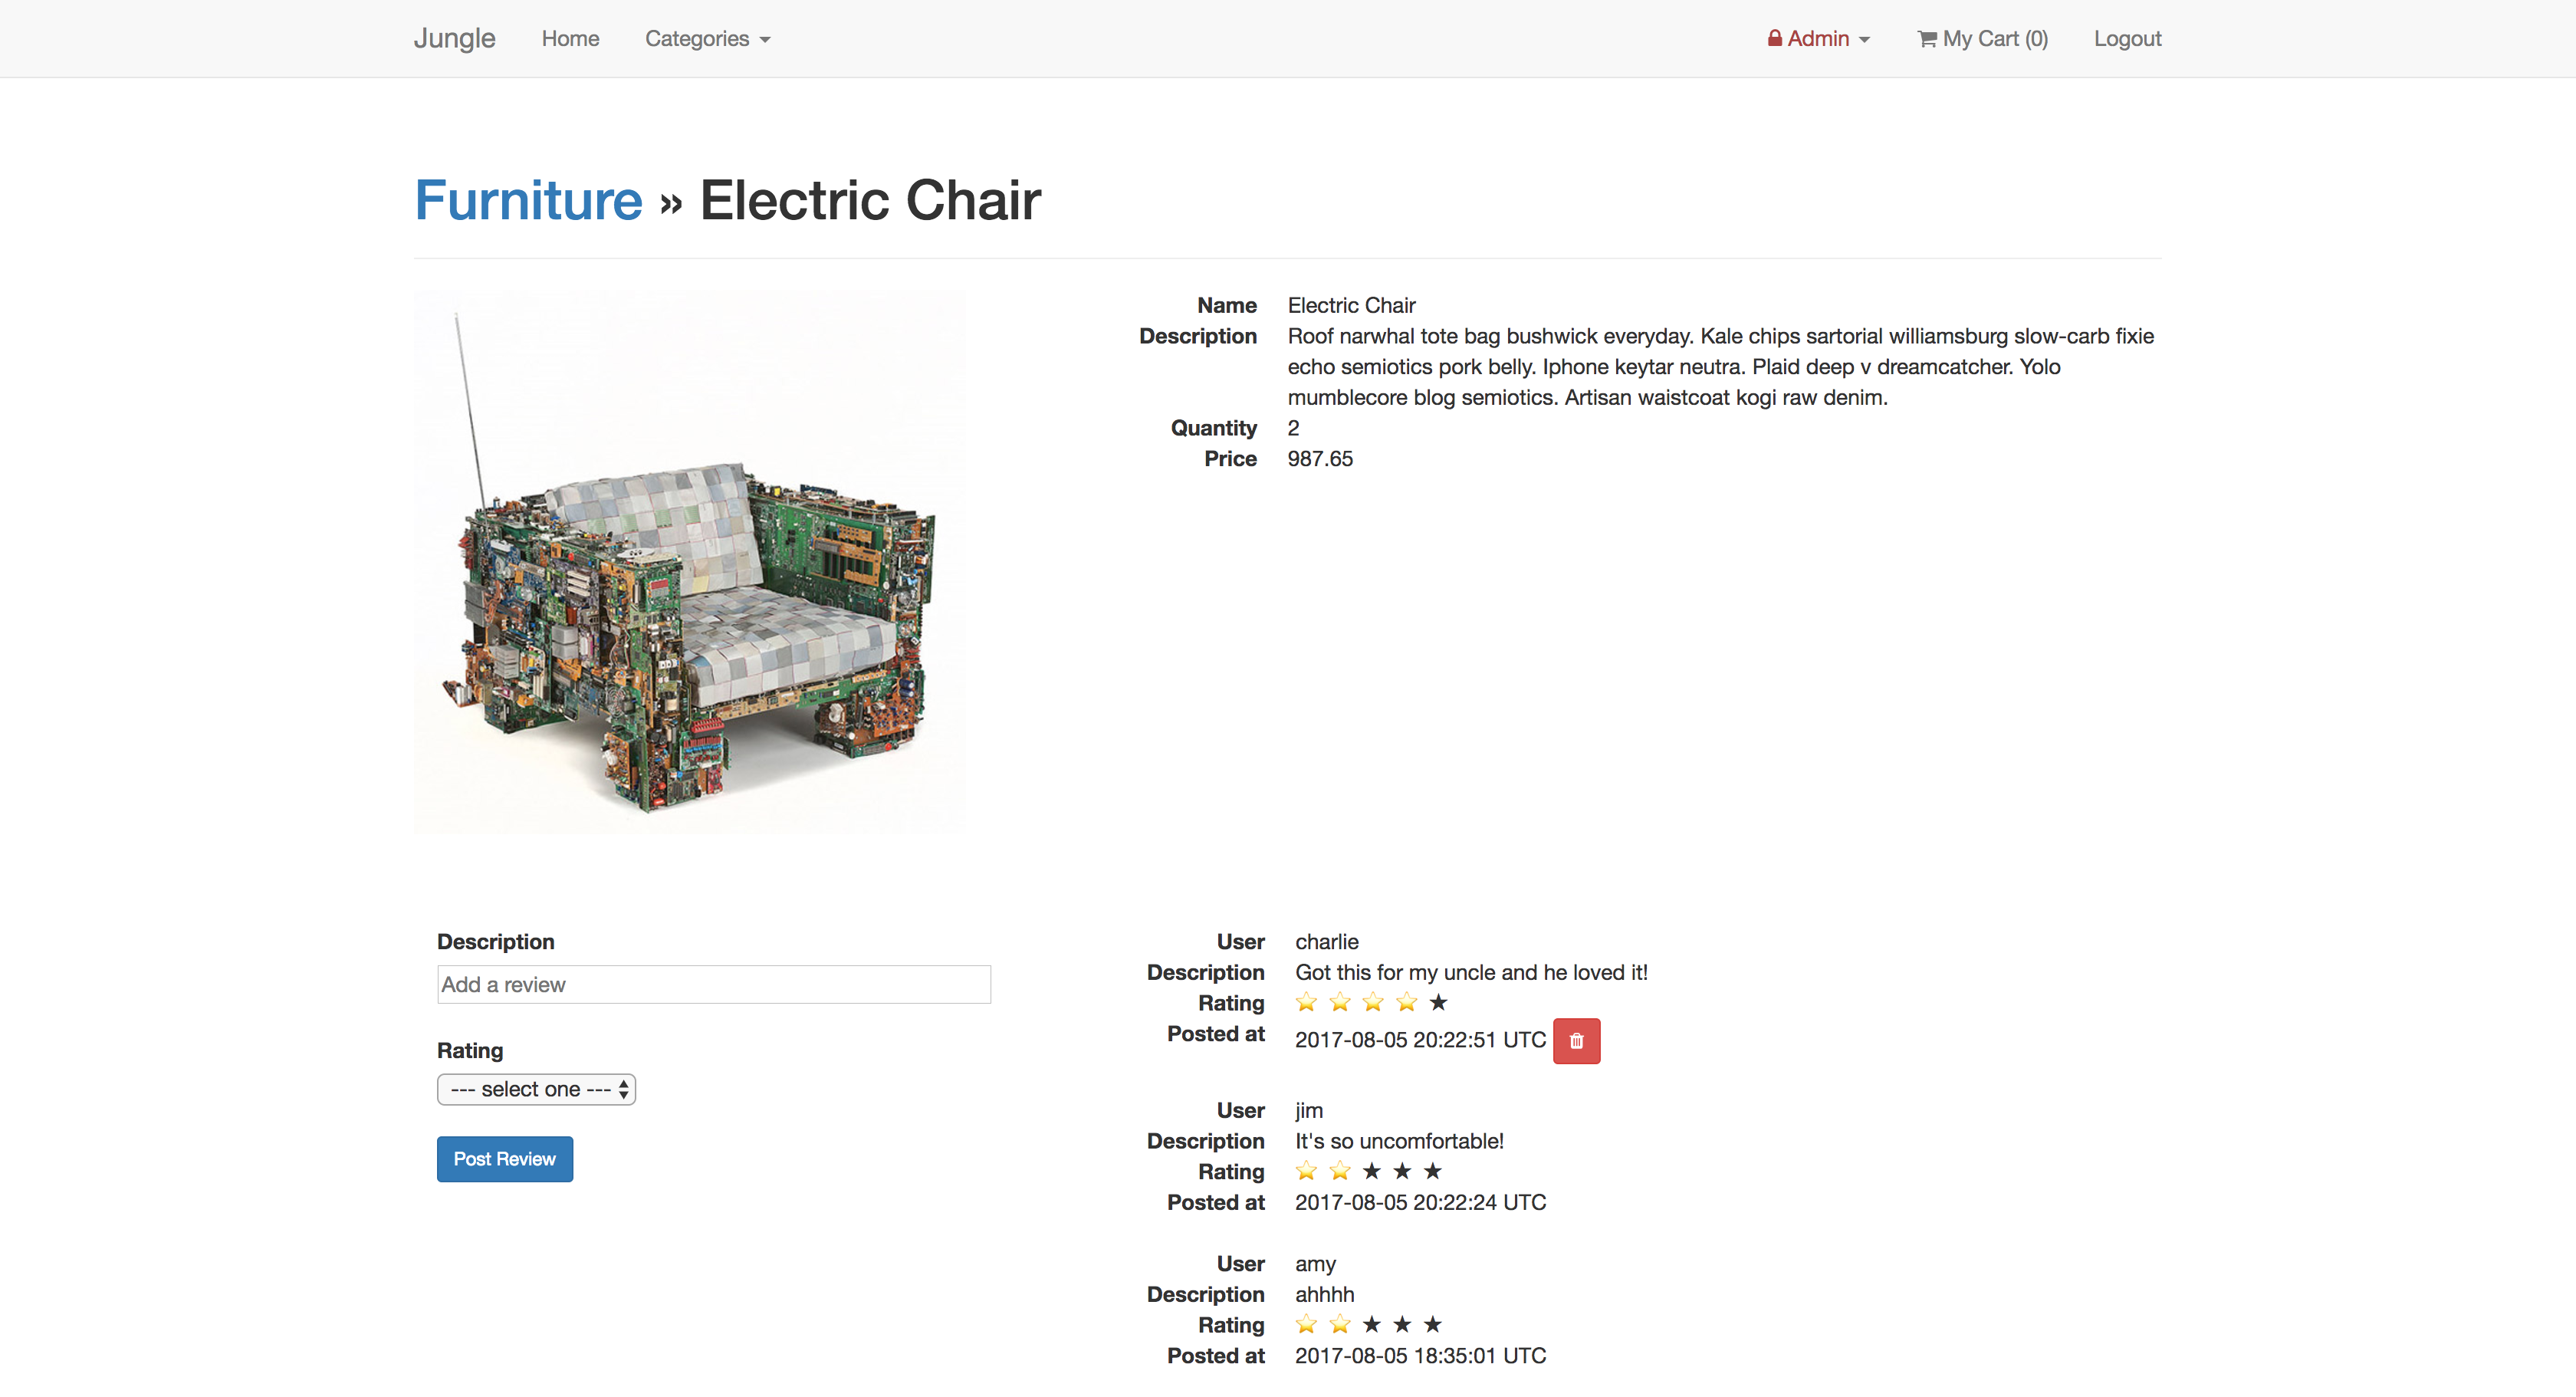 Jungle Home Categories Admin My Cart (0) Logout
Furniture » Electric Chair
Name Electric Chair
Description Roof narwhal tote bag bushwick everyday. Kale chips sartorial williamsburg slow-carb fixie
echo semiotics pork belly. Iphone keytar neutra. Plaid deep v dreamcatcher. Yolo
mumblecore blog semiotics. Artisan waistcoat kogi raw denim.
Quantity 2
Price 987.65
Description
Add a review
Rating
--- select one ---
Post Review
User charlie
Description Got this for my uncle and he loved it!
Rating ★ ★ ★ ★ ★
Posted at 2017-08-05 20:22:51 UTC
User jim
Description It's so uncomfortable!
Rating ★ ★ ★ ★ ★
Posted at 2017-08-05 20:22:24 UTC
User amy
Description ahhhh
Rating ★ ★ ★ ★ ★
Posted at 2017-08-05 18:35:01 UTC